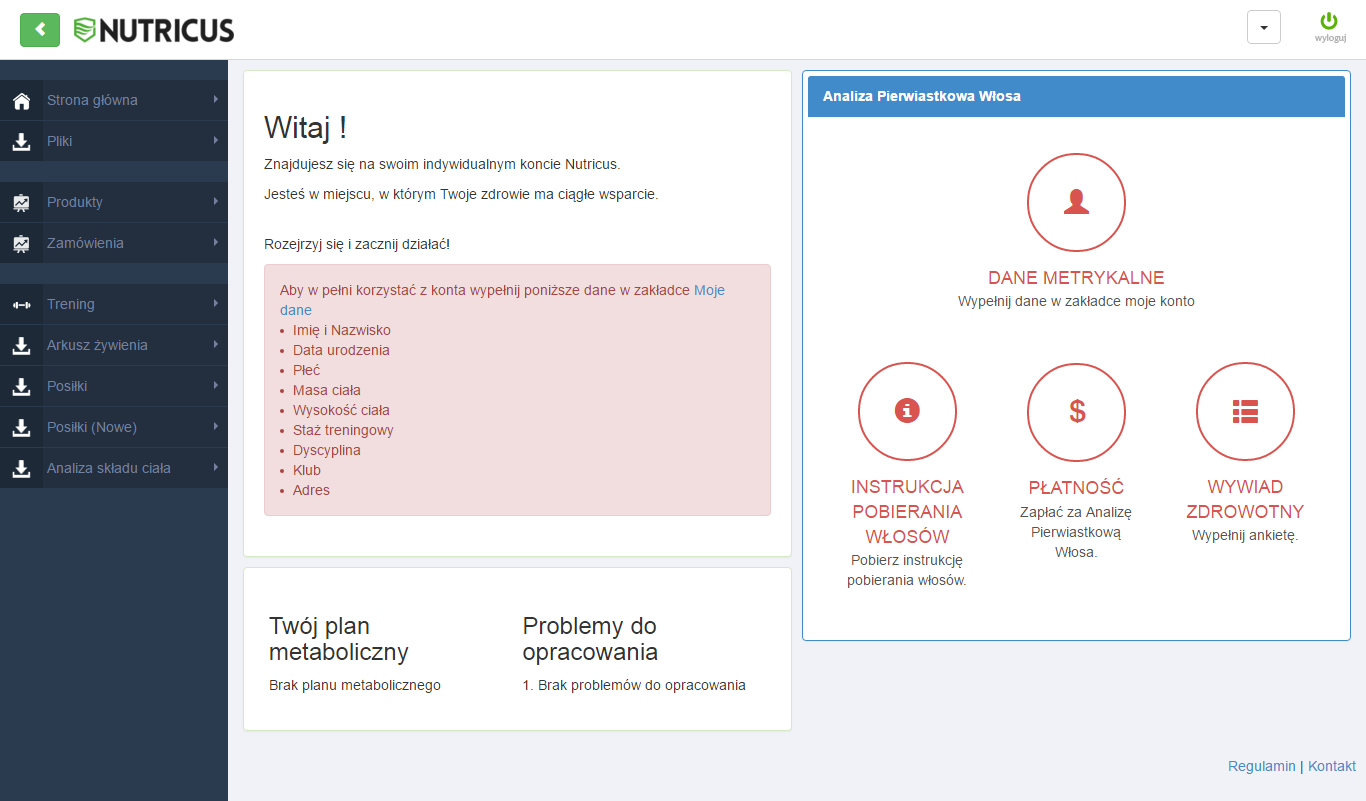 NUTRICUS
wyloguj
Strona główna
Pliki
Produkty
Zamówienia
Trening
Arkusz żywienia
Posiłki
Posiłki (Nowe)
Analiza składu ciała
Witaj !
Znajdujesz się na swoim indywidualnym koncie Nutricus.
Jesteś w miejscu, w którym Twoje zdrowie ma ciągłe wsparcie.
Rozejrzyj się i zacznij działać!
Aby w pełni korzystać z konta wypełnij poniższe dane w zakładce Moje
dane
• Imię i Nazwisko
• Data urodzenia
• Płeć
• Masa ciała
• Wysokość ciała
• Staż treningowy
• Dyscyplina
• Klub
• Adres
Twój plan
metaboliczny
Brak planu metabolicznego
Problemy do
opracowania
1. Brak problemów do opracowania
Analiza Pierwiastkowa Włosa
DANE METRYKALNE
Wypełnij dane w zakładce moje konto
INSTRUKCJA
POBIERANIA
WŁOSÓW
Pobierz instrukcję
pobierania włosów.
$
PŁATNOŚĆ
Zapłać za Analizę
Pierwiastkową
Włosa.
WYWIAD
ZDROWOTNY
Wypełnij ankietę.
Regulamin | Kontakt